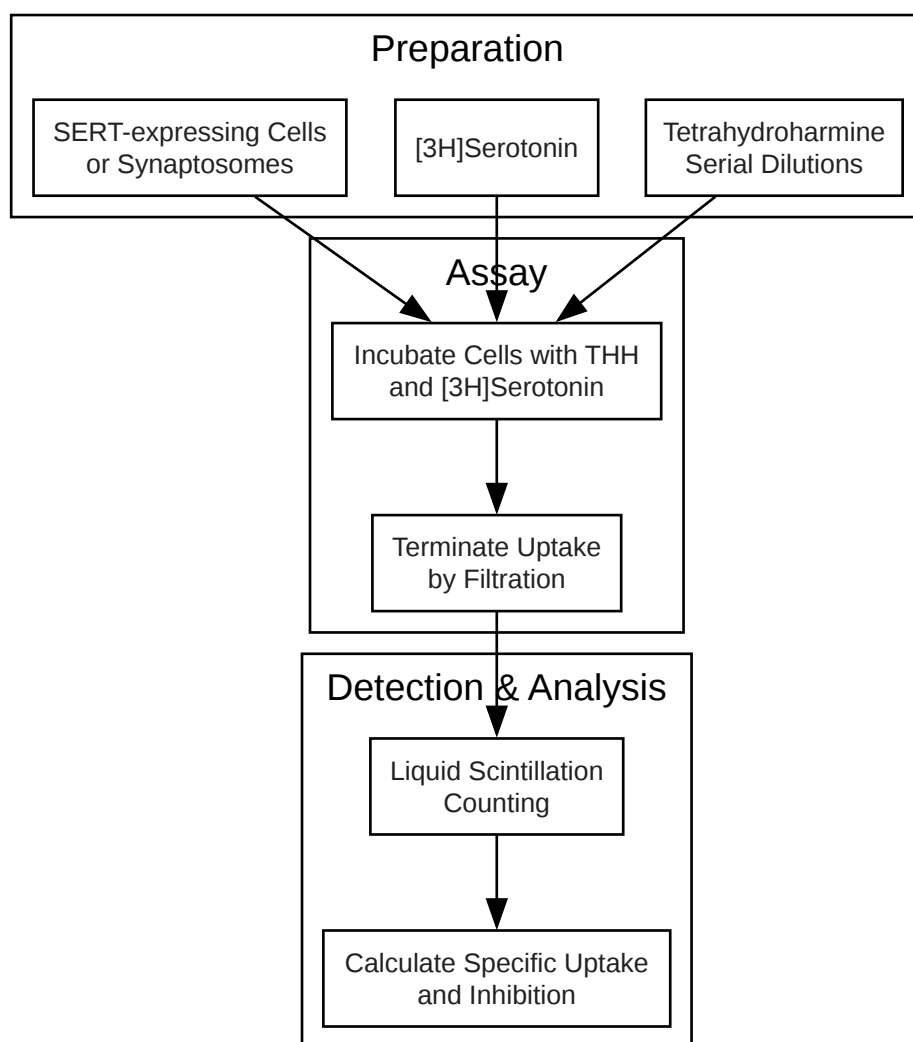 Preparation
SERT-expressing Cells
or Synaptosomes
[3H]Serotonin
Tetrahydroharmine
Serial Dilutions
Assay
Incubate Cells with THH
and [3H]Serotonin
Terminate Uptake
by Filtration
Detection & Analysis
Liquid Scintillation
Counting
Calculate Specific Uptake
and Inhibition